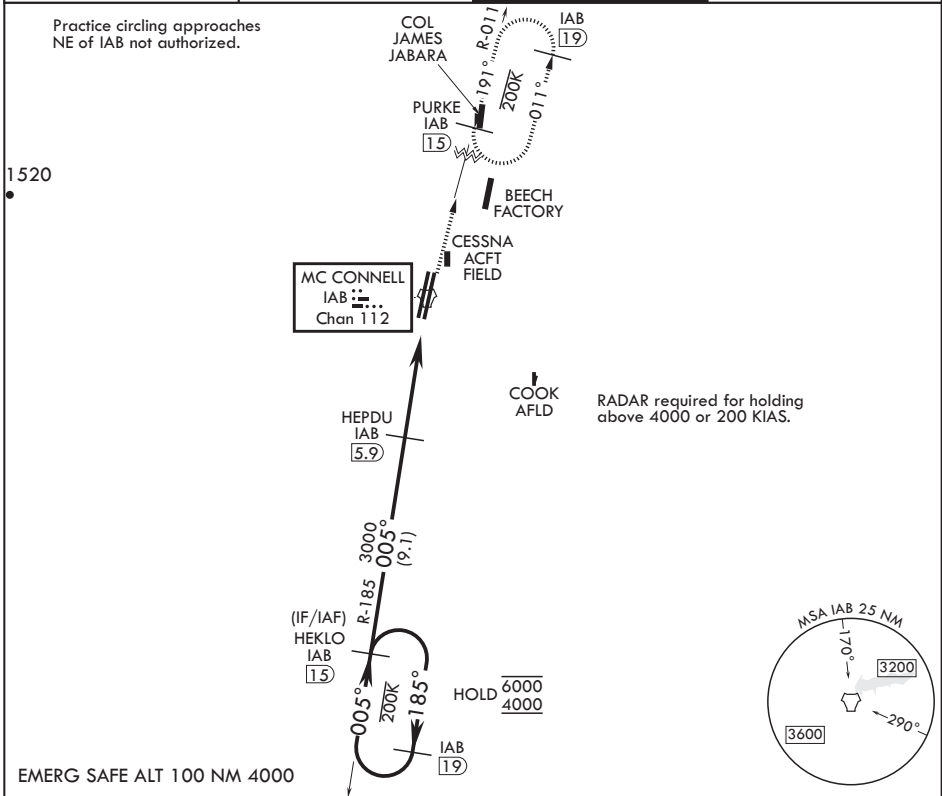 Practice circling approaches
NE of IAB not authorized.
COL
JAMES
JABARA
191° R-011
200K
011°
IAB
19
PURKE
IAB
15
1520
BEECH
FACTORY
CESSNA
ACFT
FIELD
MC CONNELL
IAB
Chan 112
COOK
AFLD
RADAR required for holding
above 4000 or 200 KIAS.
HEPDU
IAB
5.9
R-185 3000
005°
(9.1)
(IF/IAF)
HEKLO
IAB
15
005°
200K
185°
HOLD 6000
4000
IAB
19
MSA IAB 25 NM
170°
3200
290°
3600
EMERG SAFE ALT 100 NM 4000